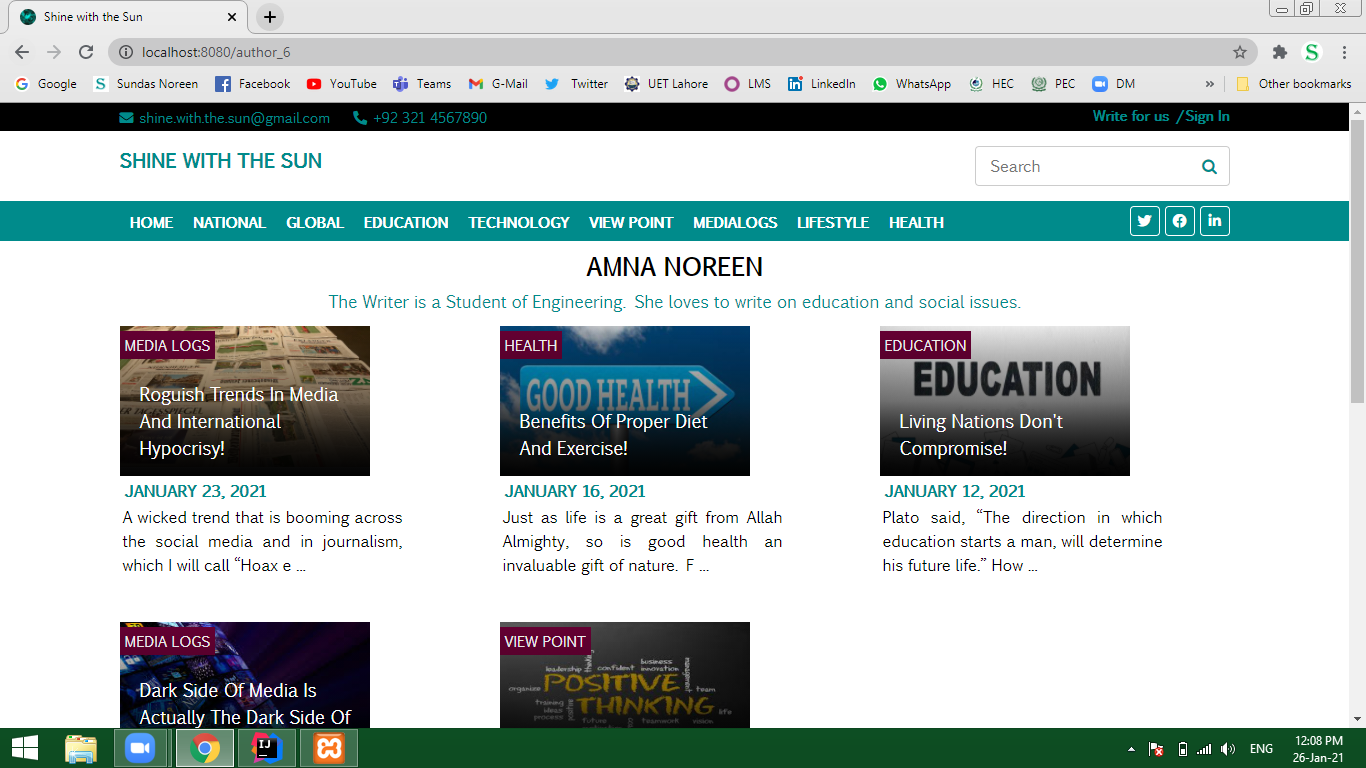 Shine with the Sun
localhost:8080/author_6
Google Sundas Noreen Facebook YouTube Teams G-Mail Twitter UET Lahore LMS LinkedIn WhatsApp HEC PEC DM » Other bookmarks
shine.with.the.sun@gmail.com +92 321 4567890 Write for us /Sign In
SHINE WITH THE SUN
Search
HOME NATIONAL GLOBAL EDUCATION TECHNOLOGY VIEW POINT MEDIALOGS LIFESTYLE HEALTH
AMNA NOREEN
The Writer is a Student of Engineering. She loves to write on education and social issues.
MEDIA LOGS
Roguish Trends In Media
And International
Hypocrisy!
JANUARY 23, 2021
A wicked trend that is booming across
the social media and in journalism,
which I will call “Hoax e ...
HEALTH
GOOD HEALTH
Benefits Of Proper Diet
And Exercise!
JANUARY 16, 2021
Just as life is a great gift from Allah
Almighty, so is good health an
invaluable gift of nature. F ...
EDUCATION
EDUCATION
Living Nations Don't
Compromise!
JANUARY 12, 2021
Plato said, “The direction in which
education starts a man, will determine
his future life.” How ...
MEDIA LOGS
Dark Side Of Media Is
Actually The Dark Side Of
VIEW POINT
leadership thinking confident business innovation management
organize POSITIVE team
training ideas process positive THINKING life
future teamwork vision
ENG
12:08 PM
26-Jan-21